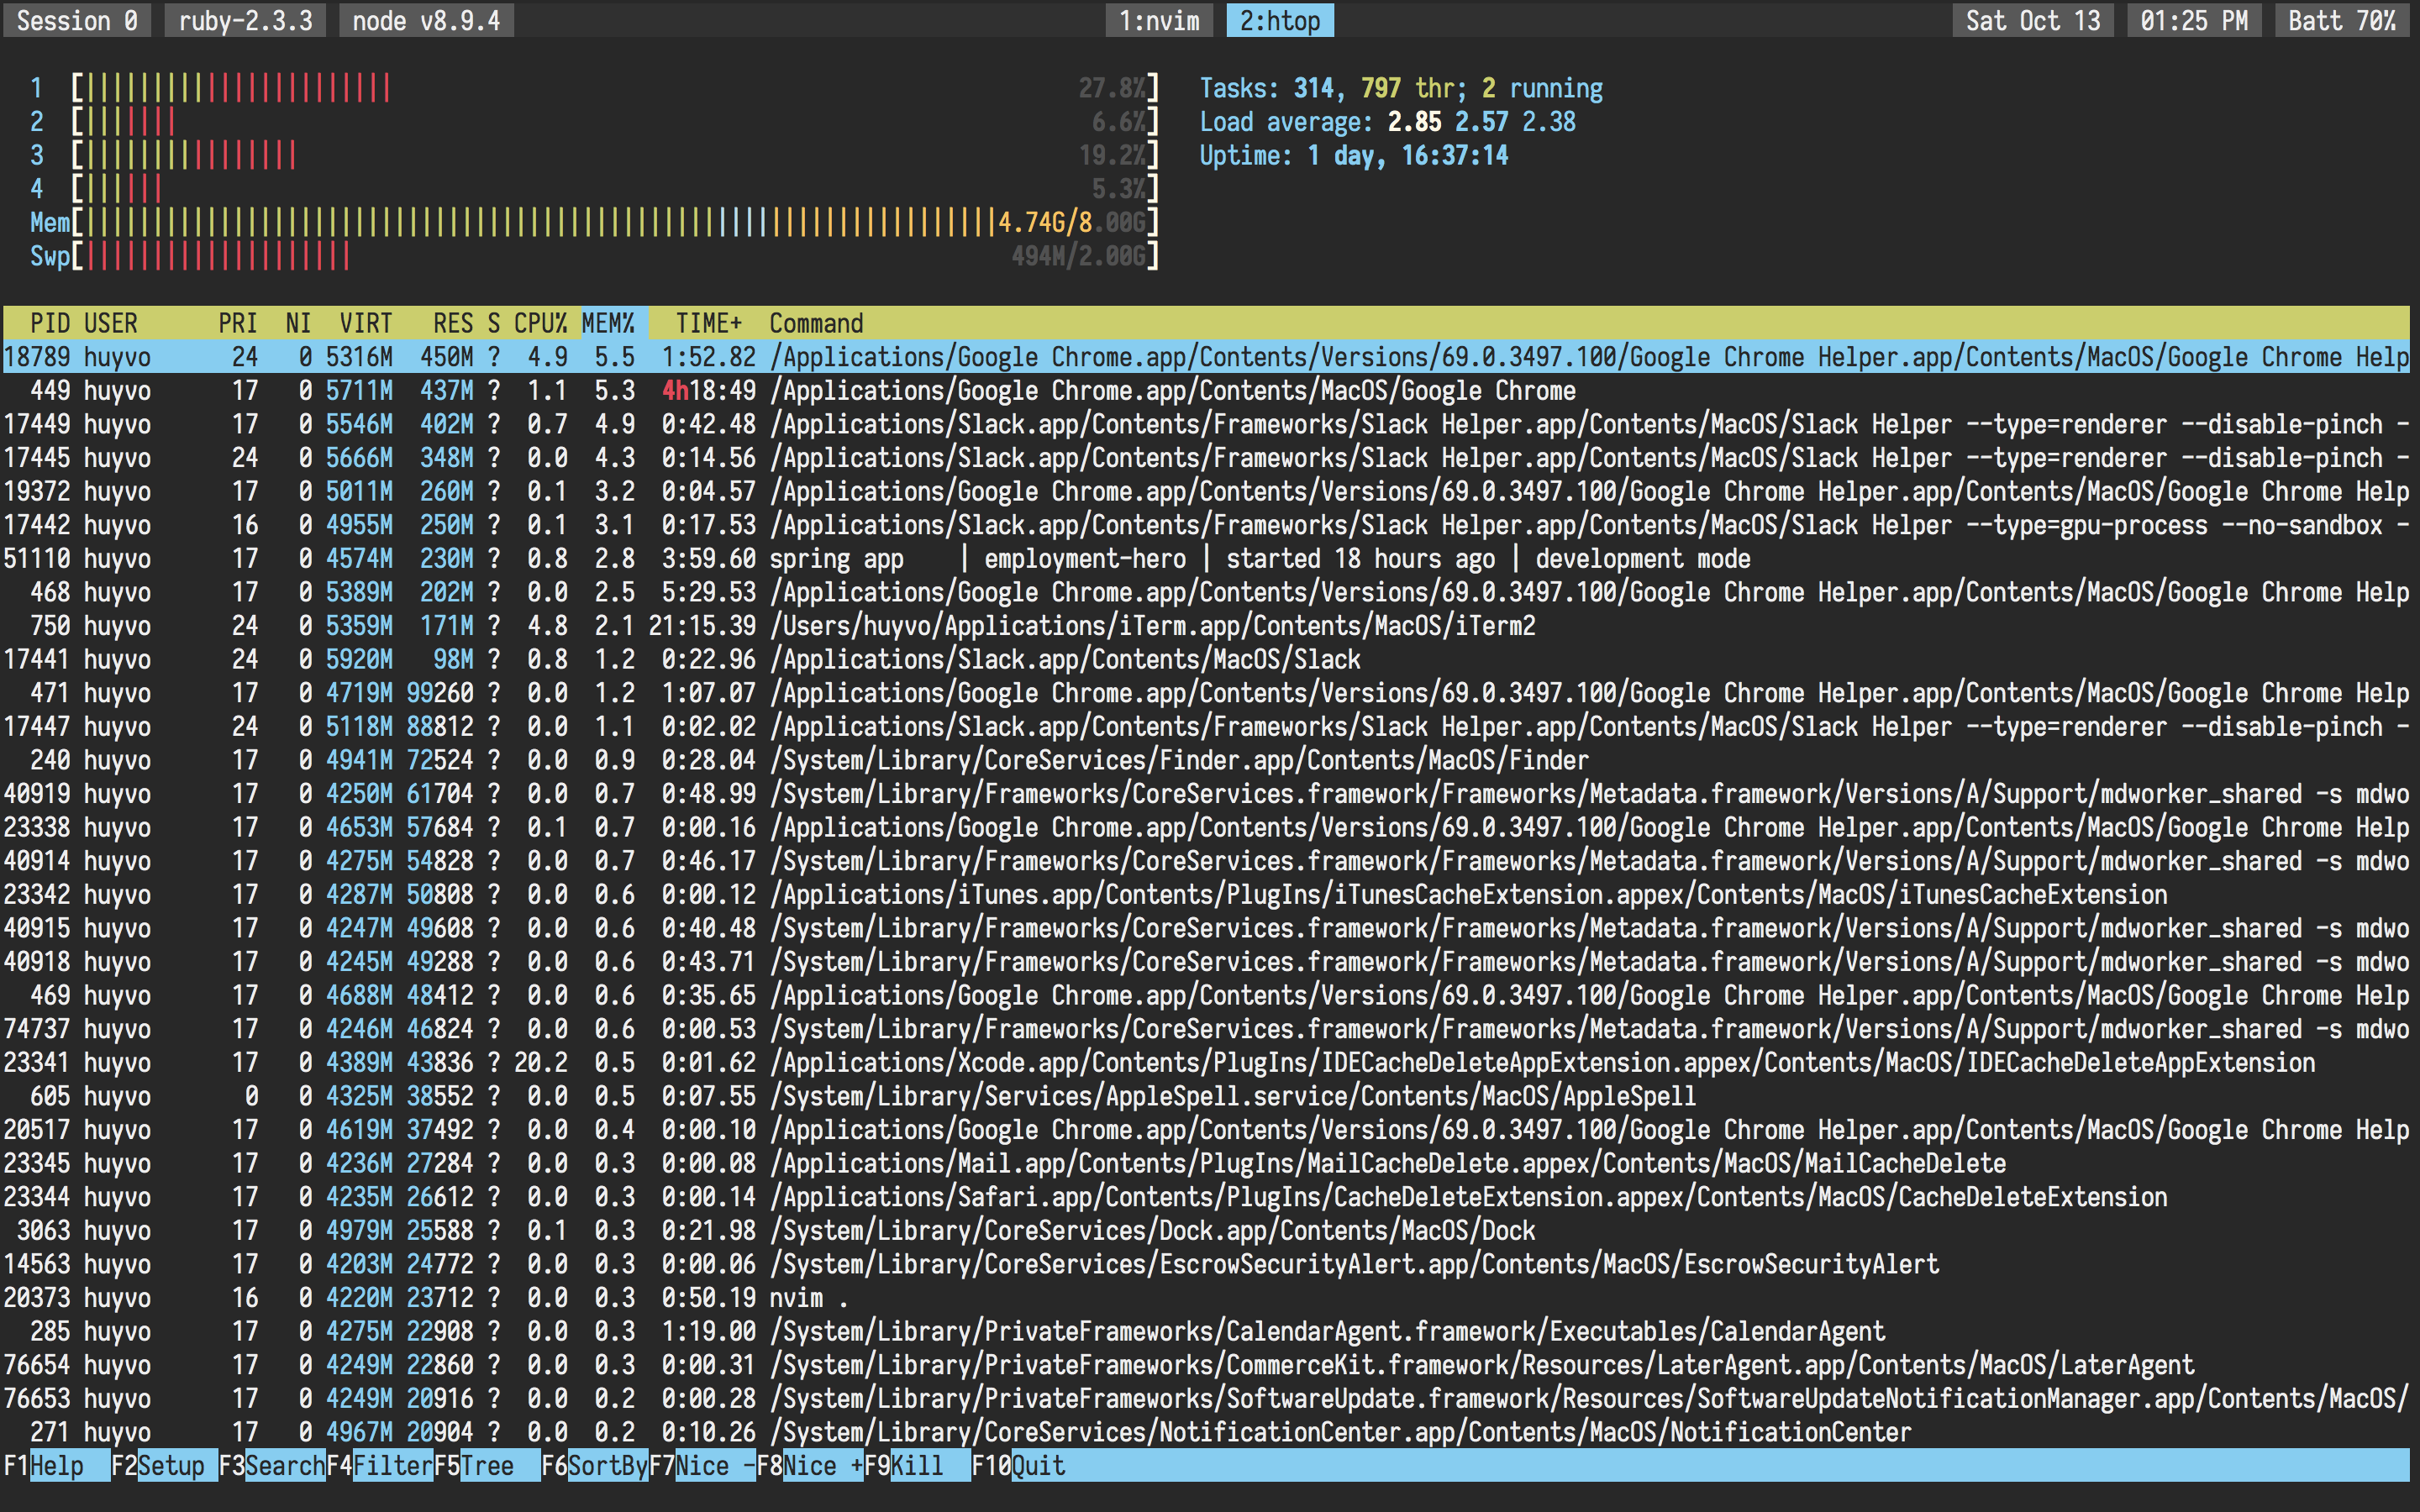 Session 0 ruby-2.3.3 node v8.9.4 1:nvim 2:htop Sat Oct 13 01:25 PM Batt 70%
1 [||||||||||||||||||||||| 27.8%] Tasks: 314, 797 thr; 2 running
2 [||||||| 6.6%] Load average: 2.85 2.57 2.38
3 [|||||||||||||||| 19.2%] Uptime: 1 day, 16:37:14
4 [|||||| 5.3%]
Mem[||||||||||||||||||||||||||||||||||||||||||||||||||||||||||||||||||||4.74G/8.00G]
Swp[|||||||||||||||||||| 494M/2.00G]
PID USER PRI NI VIRT RES S CPU% MEM% TIME+ Command
18789 huyvo 24 0 5316M 450M ? 4.9 5.5 1:52.82 /Applications/Google Chrome.app/Contents/Versions/69.0.3497.100/Google Chrome Helper.app/Contents/MacOS/Google Chrome Help
449 huyvo 17 0 5711M 437M ? 1.1 5.3 4h18:49 /Applications/Google Chrome.app/Contents/MacOS/Google Chrome
17449 huyvo 17 0 5546M 402M ? 0.7 4.9 0:42.48 /Applications/Slack.app/Contents/Frameworks/Slack Helper.app/Contents/MacOS/Slack Helper --type=renderer --disable-pinch -
17445 huyvo 24 0 5666M 348M ? 0.0 4.3 0:14.56 /Applications/Slack.app/Contents/Frameworks/Slack Helper.app/Contents/MacOS/Slack Helper --type=renderer --disable-pinch -
19372 huyvo 17 0 5011M 260M ? 0.1 3.2 0:04.57 /Applications/Google Chrome.app/Contents/Versions/69.0.3497.100/Google Chrome Helper.app/Contents/MacOS/Google Chrome Help
17442 huyvo 16 0 4955M 250M ? 0.1 3.1 0:17.53 /Applications/Slack.app/Contents/Frameworks/Slack Helper.app/Contents/MacOS/Slack Helper --type=gpu-process --no-sandbox -
51110 huyvo 17 0 4574M 230M ? 0.8 2.8 3:59.60 spring app | employment-hero | started 18 hours ago | development mode
468 huyvo 17 0 5389M 202M ? 0.0 2.5 5:29.53 /Applications/Google Chrome.app/Contents/Versions/69.0.3497.100/Google Chrome Helper.app/Contents/MacOS/Google Chrome Help
750 huyvo 24 0 5359M 171M ? 4.8 2.1 21:15.39 /Users/huyvo/Applications/iTerm.app/Contents/MacOS/iTerm2
17441 huyvo 24 0 5920M 98M ? 0.8 1.2 0:22.96 /Applications/Slack.app/Contents/MacOS/Slack
471 huyvo 17 0 4719M 99260 ? 0.0 1.2 1:07.07 /Applications/Google Chrome.app/Contents/Versions/69.0.3497.100/Google Chrome Helper.app/Contents/MacOS/Google Chrome Help
17447 huyvo 24 0 5118M 88812 ? 0.0 1.1 0:02.02 /Applications/Slack.app/Contents/Frameworks/Slack Helper.app/Contents/MacOS/Slack Helper --type=renderer --disable-pinch -
240 huyvo 17 0 4941M 72524 ? 0.0 0.9 0:28.04 /System/Library/CoreServices/Finder.app/Contents/MacOS/Finder
40919 huyvo 17 0 4250M 61704 ? 0.0 0.7 0:48.99 /System/Library/Frameworks/CoreServices.framework/Frameworks/Metadata.framework/Versions/A/Support/mdworker_shared -s mdwo
23338 huyvo 17 0 4653M 57684 ? 0.1 0.7 0:00.16 /Applications/Google Chrome.app/Contents/Versions/69.0.3497.100/Google Chrome Helper.app/Contents/MacOS/Google Chrome Help
40914 huyvo 17 0 4275M 54828 ? 0.0 0.7 0:46.17 /System/Library/Frameworks/CoreServices.framework/Frameworks/Metadata.framework/Versions/A/Support/mdworker_shared -s mdwo
23342 huyvo 17 0 4287M 50808 ? 0.0 0.6 0:00.12 /Applications/iTunes.app/Contents/PlugIns/iTunesCacheExtension.appex/Contents/MacOS/iTunesCacheExtension
40915 huyvo 17 0 4247M 49608 ? 0.0 0.6 0:40.48 /System/Library/Frameworks/CoreServices.framework/Frameworks/Metadata.framework/Versions/A/Support/mdworker_shared -s mdwo
40918 huyvo 17 0 4245M 49288 ? 0.0 0.6 0:43.71 /System/Library/Frameworks/CoreServices.framework/Frameworks/Metadata.framework/Versions/A/Support/mdworker_shared -s mdwo
469 huyvo 17 0 4688M 48412 ? 0.0 0.6 0:35.65 /Applications/Google Chrome.app/Contents/Versions/69.0.3497.100/Google Chrome Helper.app/Contents/MacOS/Google Chrome Help
74737 huyvo 17 0 4246M 46824 ? 0.0 0.6 0:00.53 /System/Library/Frameworks/CoreServices.framework/Frameworks/Metadata.framework/Versions/A/Support/mdworker_shared -s mdwo
23341 huyvo 17 0 4389M 43836 ? 20.2 0.5 0:01.62 /Applications/Xcode.app/Contents/PlugIns/IDECacheDeleteAppExtension.appex/Contents/MacOS/IDECacheDeleteAppExtension
605 huyvo 0 0 4325M 38552 ? 0.0 0.5 0:07.55 /System/Library/Services/AppleSpell.service/Contents/MacOS/AppleSpell
20517 huyvo 17 0 4619M 37492 ? 0.0 0.4 0:00.10 /Applications/Google Chrome.app/Contents/Versions/69.0.3497.100/Google Chrome Helper.app/Contents/MacOS/Google Chrome Help
23345 huyvo 17 0 4236M 27284 ? 0.0 0.3 0:00.08 /Applications/Mail.app/Contents/PlugIns/MailCacheDelete.appex/Contents/MacOS/MailCacheDelete
23344 huyvo 17 0 4235M 26612 ? 0.0 0.3 0:00.14 /Applications/Safari.app/Contents/PlugIns/CacheDeleteExtension.appex/Contents/MacOS/CacheDeleteExtension
3063 huyvo 17 0 4979M 25588 ? 0.1 0.3 0:21.98 /System/Library/CoreServices/Dock.app/Contents/MacOS/Dock
14563 huyvo 17 0 4203M 24772 ? 0.0 0.3 0:00.06 /System/Library/CoreServices/EscrowSecurityAlert.app/Contents/MacOS/EscrowSecurityAlert
20373 huyvo 16 0 4220M 23712 ? 0.0 0.3 0:50.19 nvim .
285 huyvo 17 0 4275M 22908 ? 0.0 0.3 1:19.00 /System/Library/PrivateFrameworks/CalendarAgent.framework/Executables/CalendarAgent
76654 huyvo 17 0 4249M 22860 ? 0.0 0.3 0:00.31 /System/Library/PrivateFrameworks/CommerceKit.framework/Resources/LaterAgent.app/Contents/MacOS/LaterAgent
76653 huyvo 17 0 4249M 20916 ? 0.0 0.2 0:00.28 /System/Library/PrivateFrameworks/SoftwareUpdate.framework/Resources/SoftwareUpdateNotificationManager.app/Contents/MacOS/
271 huyvo 17 0 4967M 20904 ? 0.0 0.2 0:10.26 /System/Library/CoreServices/NotificationCenter.app/Contents/MacOS/NotificationCenter
F1Help F2Setup F3SearchF4FilterF5Tree F6SortByF7Nice -F8Nice +F9Kill F10Quit